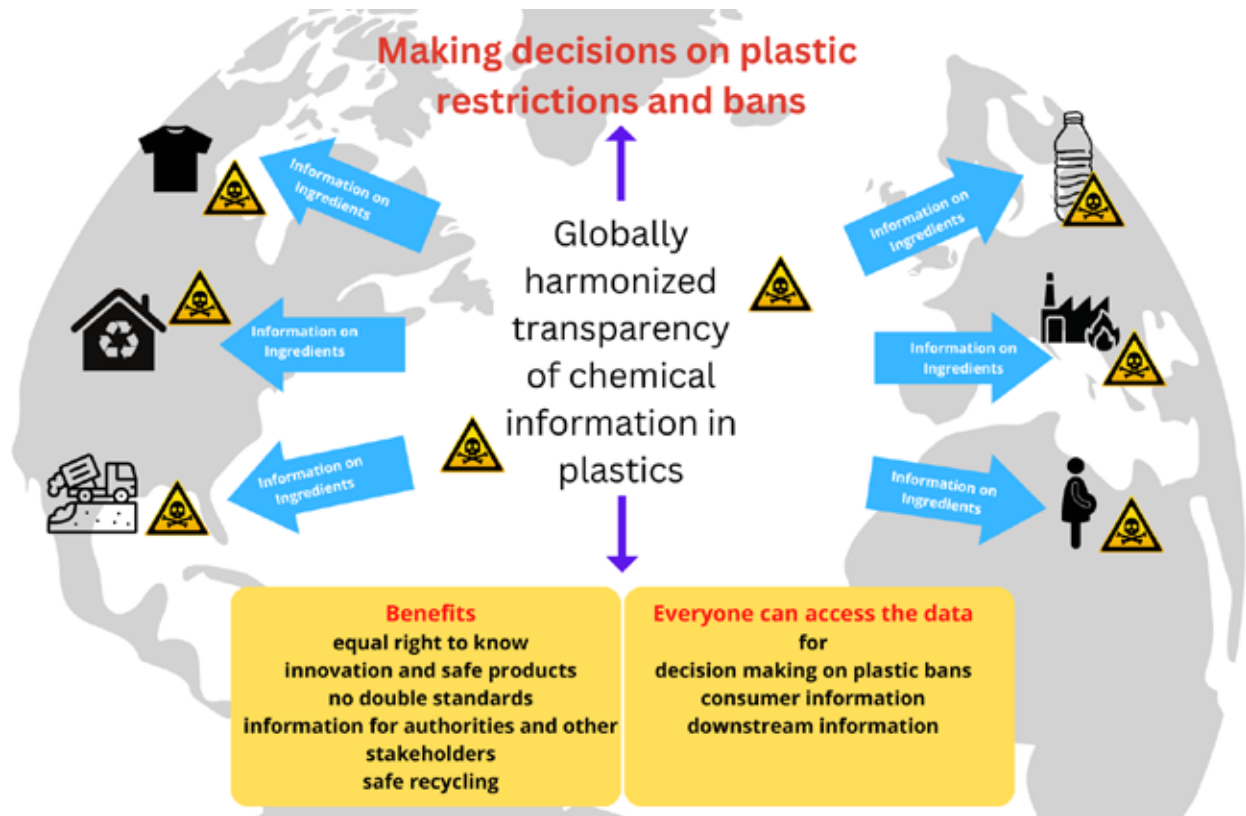 Making decisions on plastic
restrictions and bans
Information on
Ingredients
Information on
Ingredients
Globally
harmonized
transparency
of chemical
information in
plastics
Information on
Ingredients
Information on
Ingredients
Information on
Ingredients
Information on
Ingredients
Benefits
equal right to know
innovation and safe products
no double standards
information for authorities and other
stakeholders
safe recycling
Everyone can access the data
for
decision making on plastic bans
consumer information
downstream information